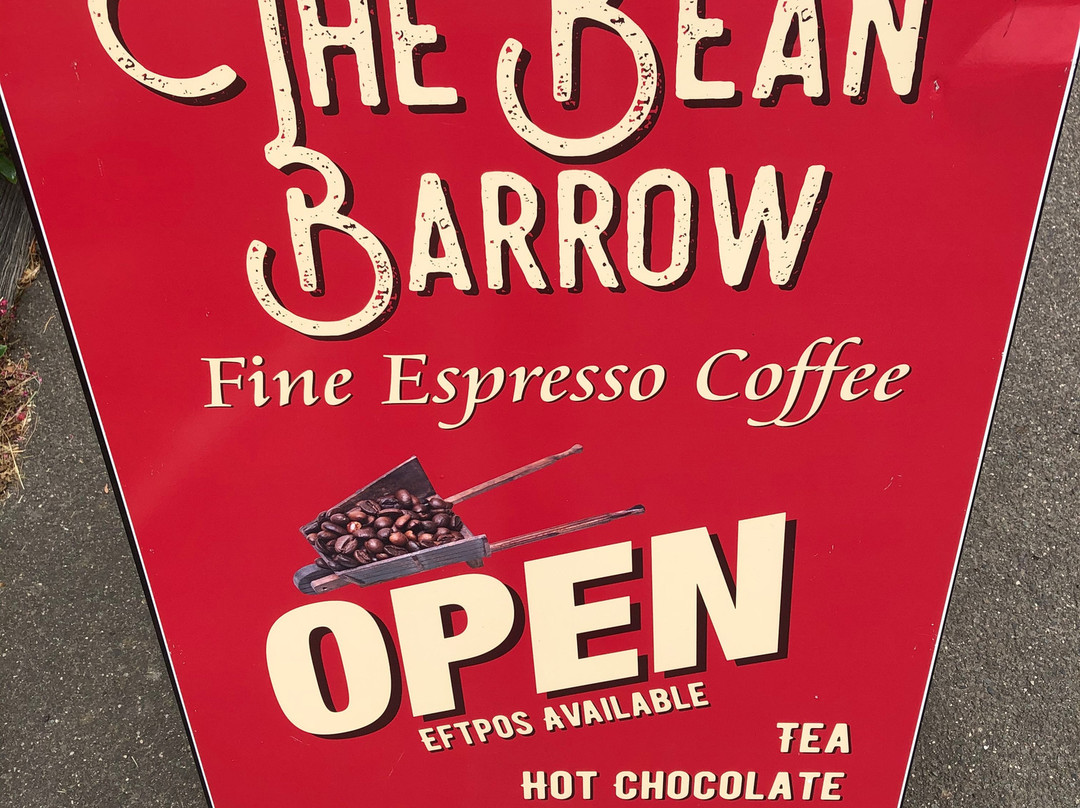 The Bean
Barrow
Fine Espresso Coffee
OPEN
EFTPOS AVAILABLE
TEA
HOT CHOCOLATE